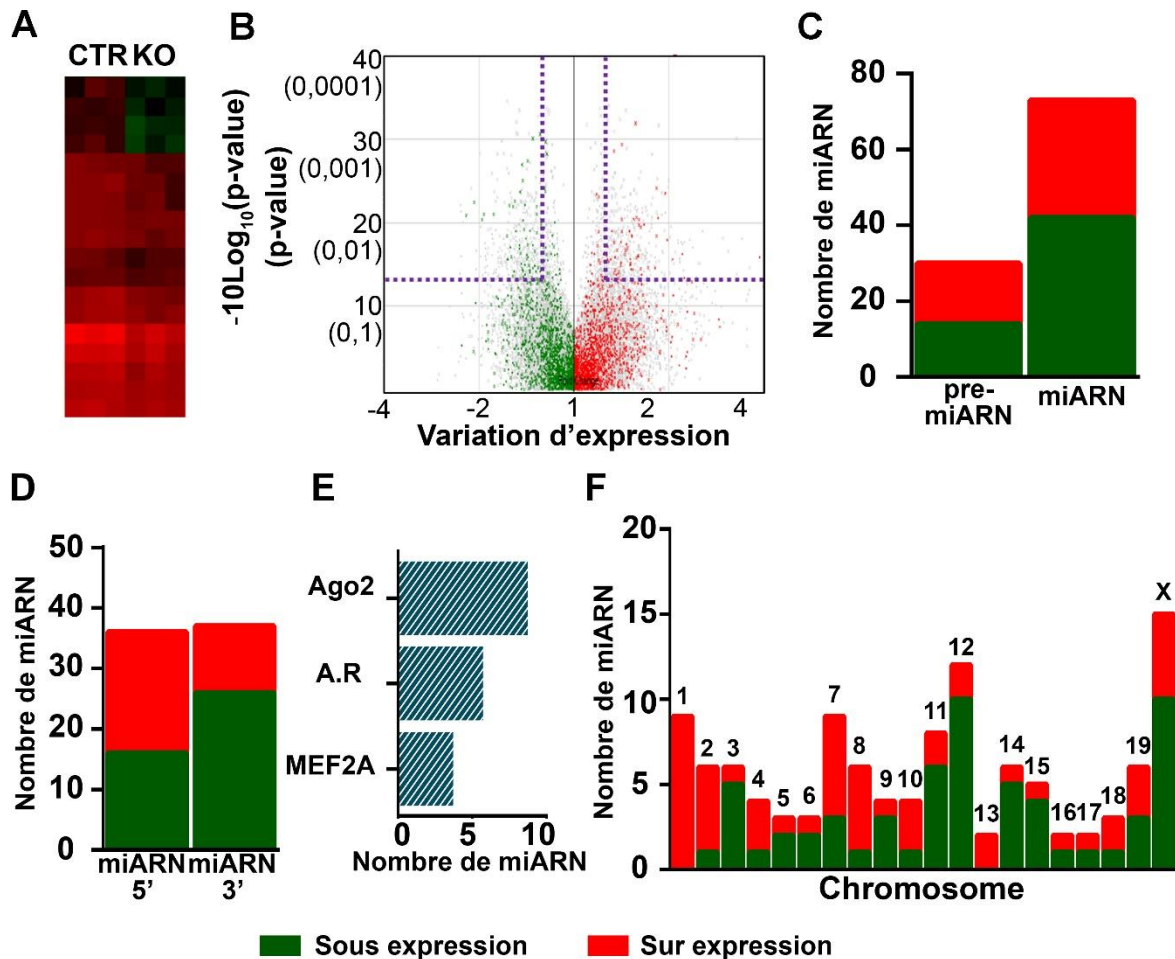 A
CTR KO
B
-10Log₁₀(p-value)
(p-value)
40
(0,0001)
30
(0,001)
20
(0,01)
10
(0,1)
-4 -2 1 2 4
Variation d'expression
C
Nombre de miARN
80
60
40
20
0
pre-
miARN
miARN
D
Nombre de miARN
50
40
30
20
10
0
miARN
5'
miARN
3'
E
Ago2
A.R
MEF2A
0 5 10
Nombre de miARN
F
Nombre de miARN
20
15
10
5
0
1 2 3 4 5 6 7 8 9 10 11 12 13 14 15 16 17 18 19 X
Chromosome
Sous expression
Sur expression